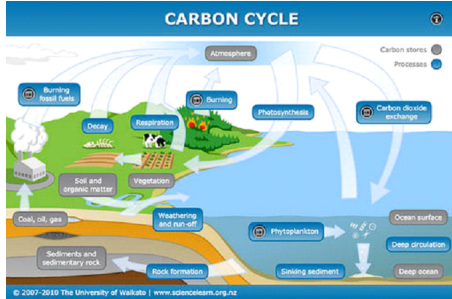 CARBON CYCLE
Atmosphere
Carbon stores
Processes
Burning
fossil fuels
Burning
Carbon dioxide
exchange
Photosynthesis
Decay
Respiration
Soil and
organic matter
Vegetation
Coal, oil, gas
Weathering
and run-off
Phytoplankton
Ocean surface
Deep circulation
Sediments and
sedimentary rock
Rock formation
Sinking sediment
Deep ocean
© 2007-2010 The University of Waikato | www.sciencelearn.org.nz